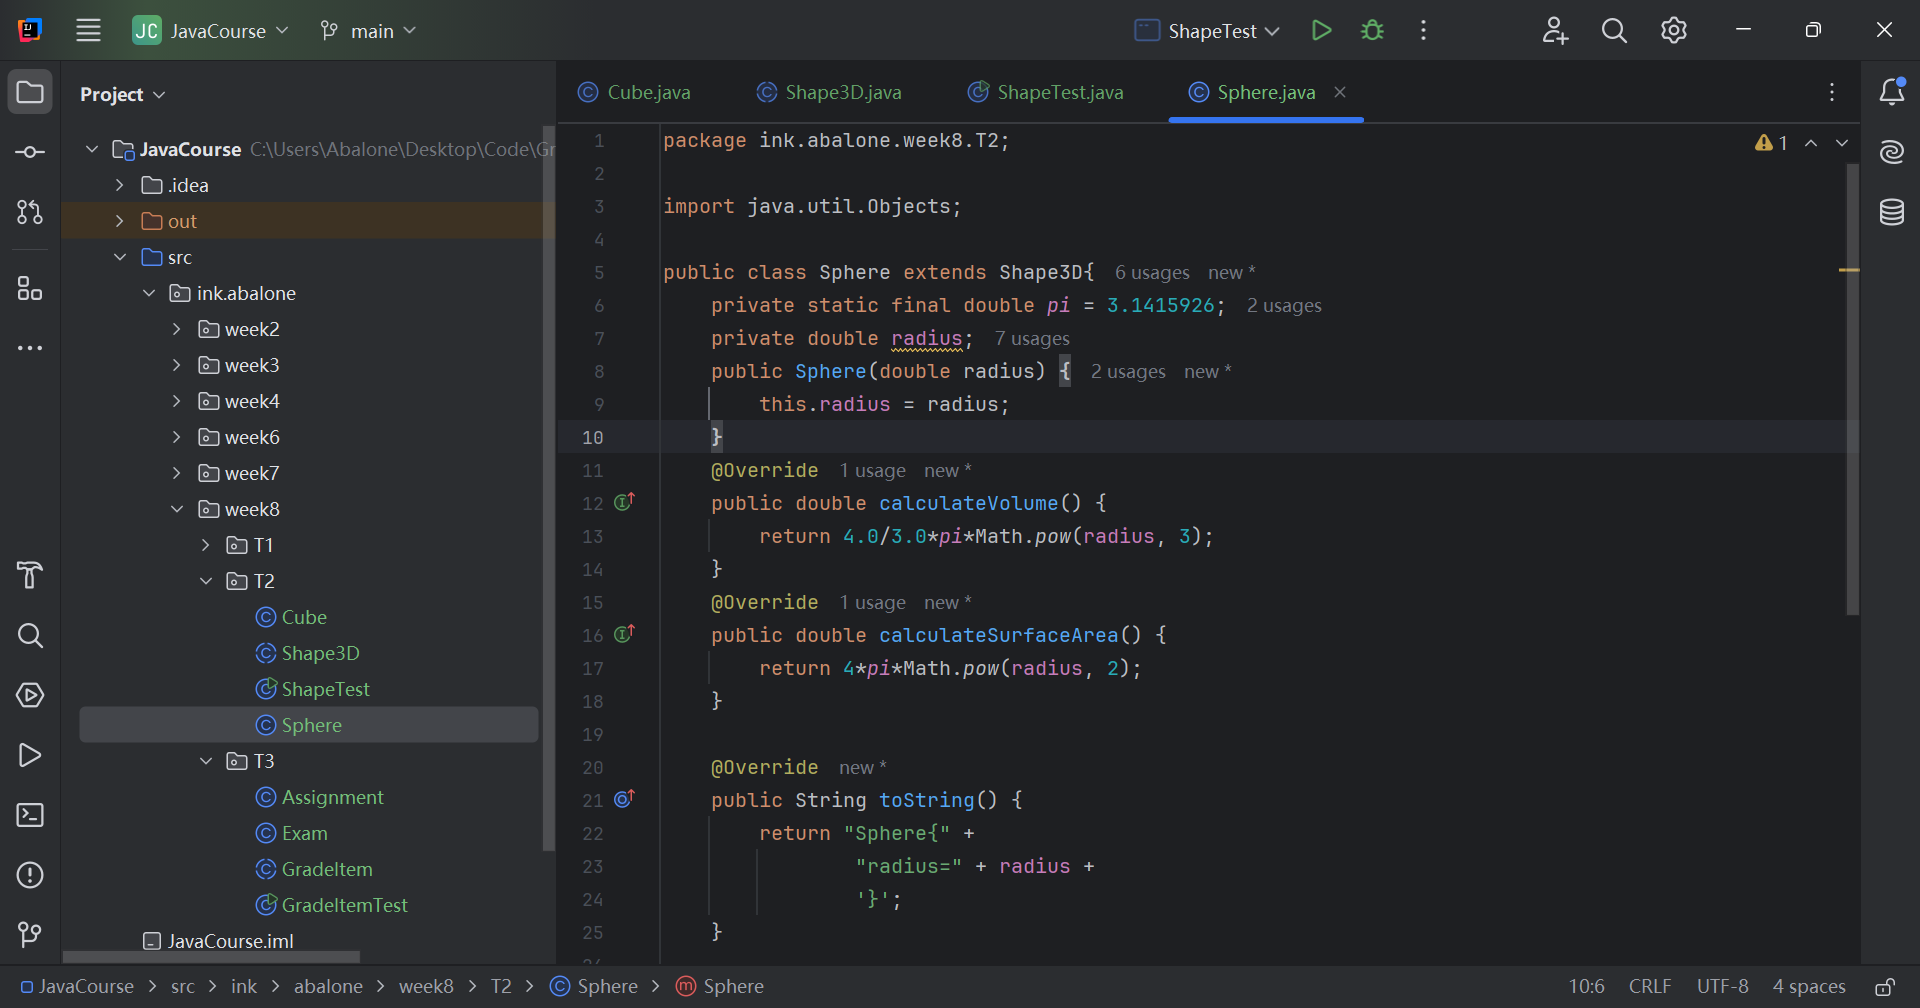 JC JavaCourse main ShapeTest
Project
JavaCourse C:\Users\Abalone\Desktop\Code\Gr
.idea
out
src
ink.abalone
week2
week3
week4
week6
week7
week8
T1
T2
Cube
Shape3D
ShapeTest
Sphere
T3
Assignment
Exam
GradeItem
GradeItemTest
JavaCourse.iml
Cube.java Shape3D.java ShapeTest.java Sphere.java
1 package ink.abalone.week8.T2; 1
2
3 import java.util.Objects;
4
5 public class Sphere extends Shape3D{ 6 usages new *
6 private static final double pi = 3.1415926; 2 usages
7 private double radius; 7 usages
8 public Sphere(double radius) { 2 usages new *
9 this.radius = radius;
10 }
11 @Override 1 usage new *
12 public double calculateVolume() {
13 return 4.0/3.0*pi*Math.pow(radius, 3);
14 }
15 @Override 1 usage new *
16 public double calculateSurfaceArea() {
17 return 4*pi*Math.pow(radius, 2);
18 }
19
20 @Override new *
21 public String toString() {
22 return "Sphere{" +
23 "radius=" + radius +
24 '}';
25 }
JavaCourse > src > ink > abalone > week8 > T2 > Sphere > Sphere 10:6 CRLF UTF-8 4 spaces